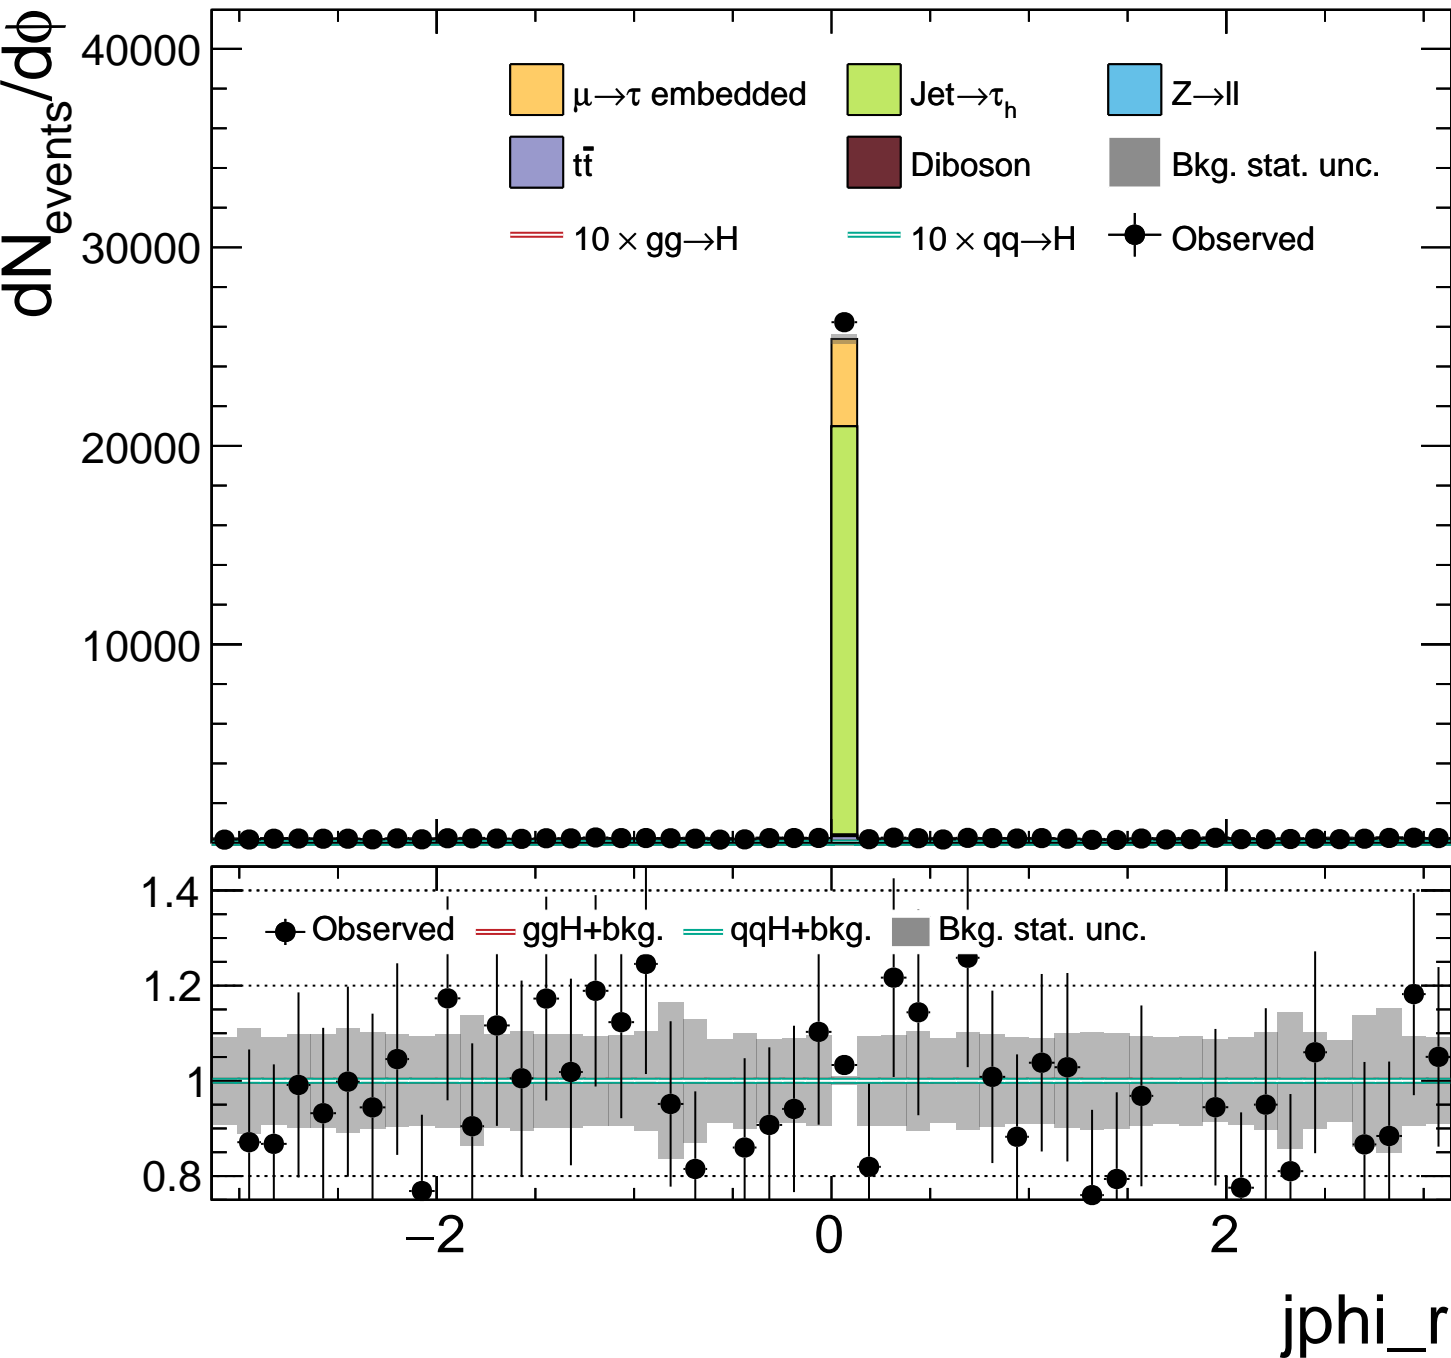 dN_events/dϕ
40000
30000
20000
10000
μ→τ embedded
Jet→τ_h
Z→ll
tt̄
Diboson
Bkg. stat. unc.
10 × gg→H
10 × qq→H
Observed
1.4
1.2
1
0.8
Observed
ggH+bkg.
qqH+bkg.
Bkg. stat. unc.
−2
0
2
jphi_r